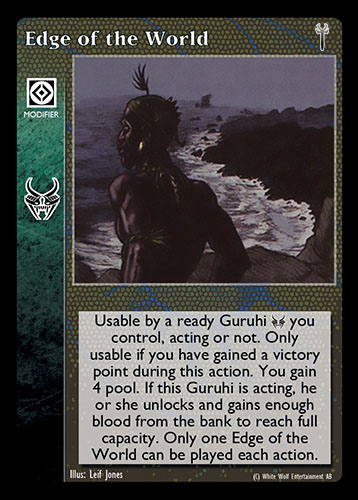 Edge of the World
MODIFIER
Usable by a ready Guruhi you
control, acting or not. Only
usable if you have gained a victory
point during this action. You gain
4 pool. If this Guruhi is acting, he
or she unlocks and gains enough
blood from the bank to reach full
capacity. Only one Edge of the
World can be played each action.
Illus: Leif Jones
(C) White Wolf Entertainment AB